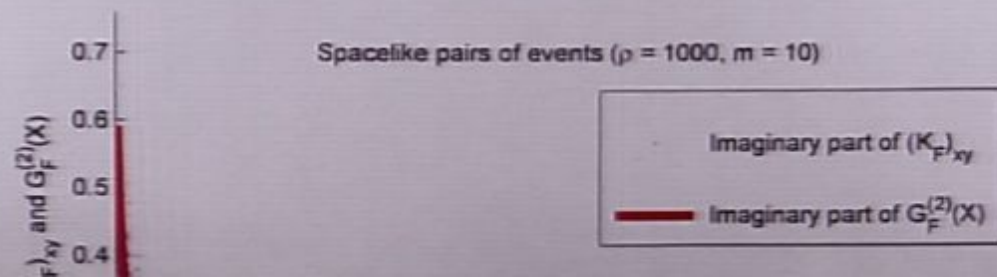 0.7
Spacelike pairs of events (ρ = 1000, m = 10)
0.6
Imaginary part of (K_F)_xy
0.5
Imaginary part of G_F^(2)(X)
0.4
F)_xy and G_F^(2)(X)